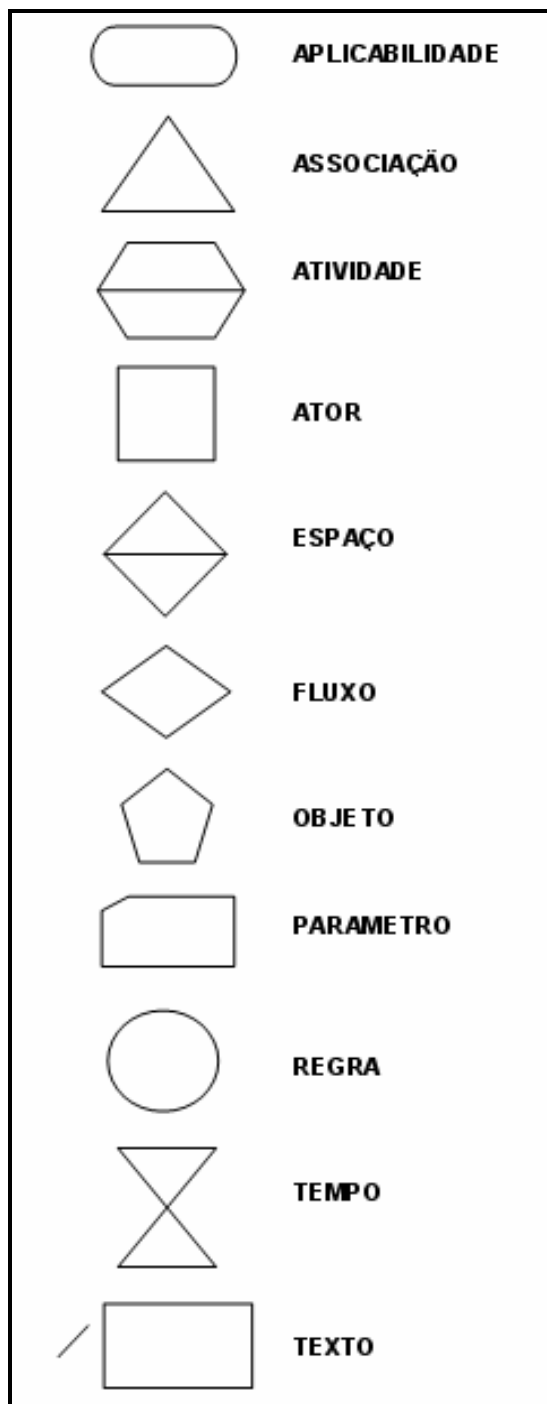 APLICABILIDADE
ASSOCIAÇÃO
ATIVIDADE
ATOR
ESPAÇO
FLUXO
OBJETO
PARAMETRO
REGRA
TEMPO
TEXTO